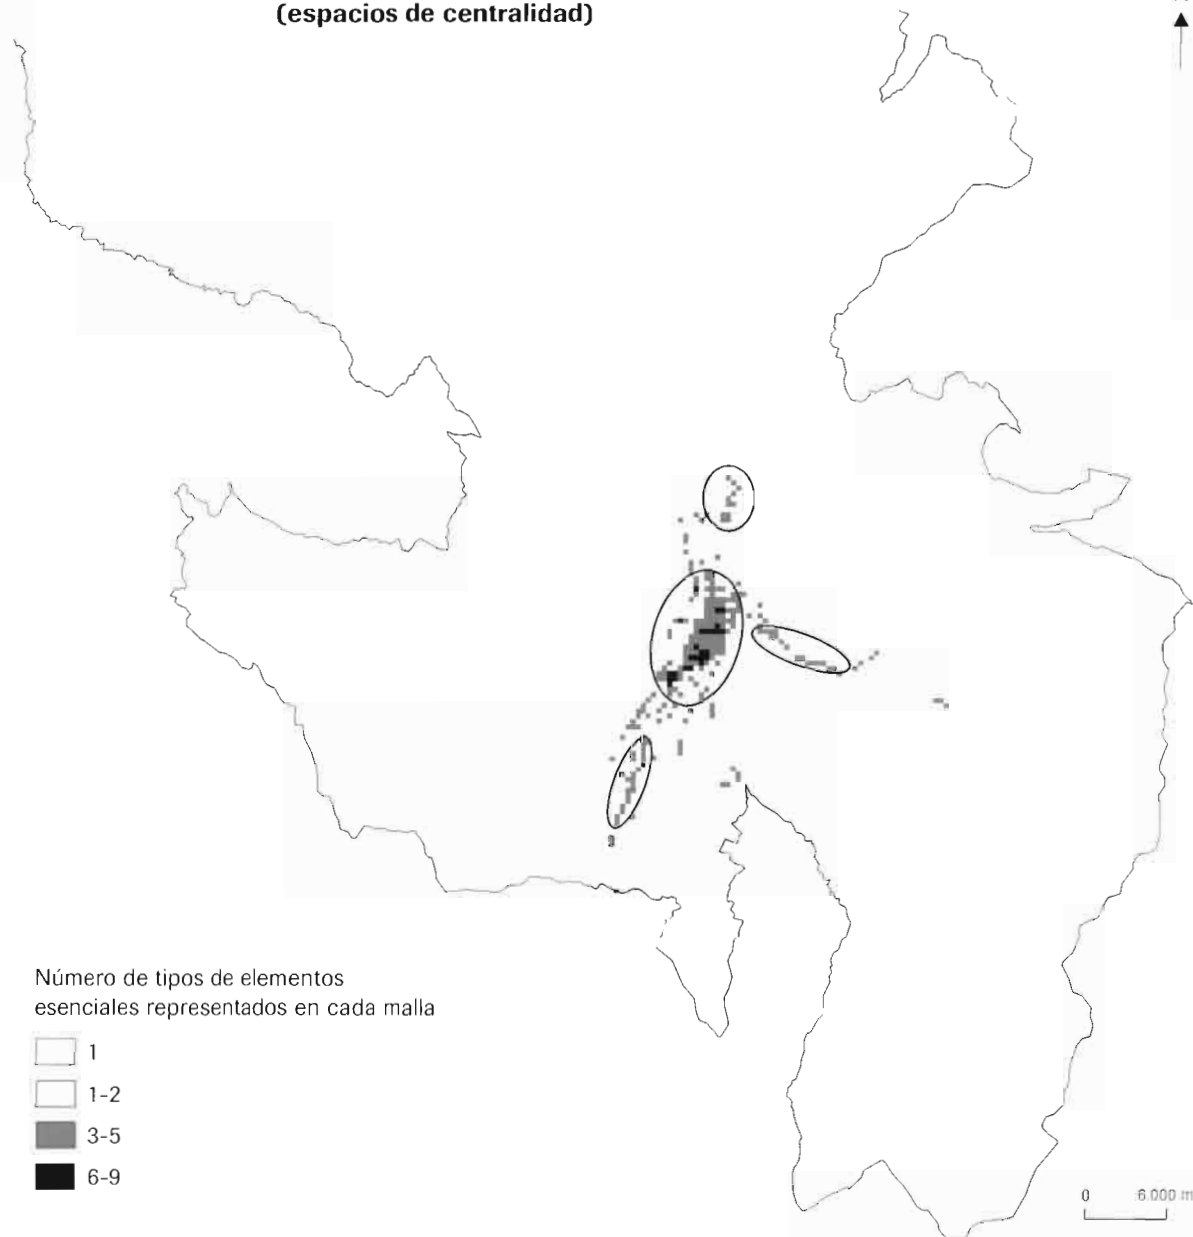 (espacios de centralidad)
Número de tipos de elementos
esenciales representados en cada malla
1
1-2
3-5
6-9
0 6.000 m